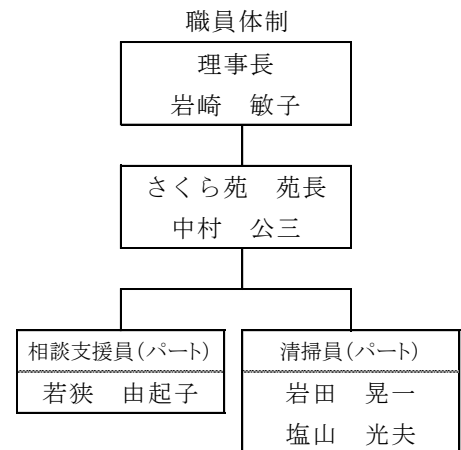 職員体制
理事長
岩崎　敏子
さくら苑　苑長
中村　公三
相談支援員(パート)
若狭　由起子
清掃員(パート)
岩田　晃一
塩山　光夫